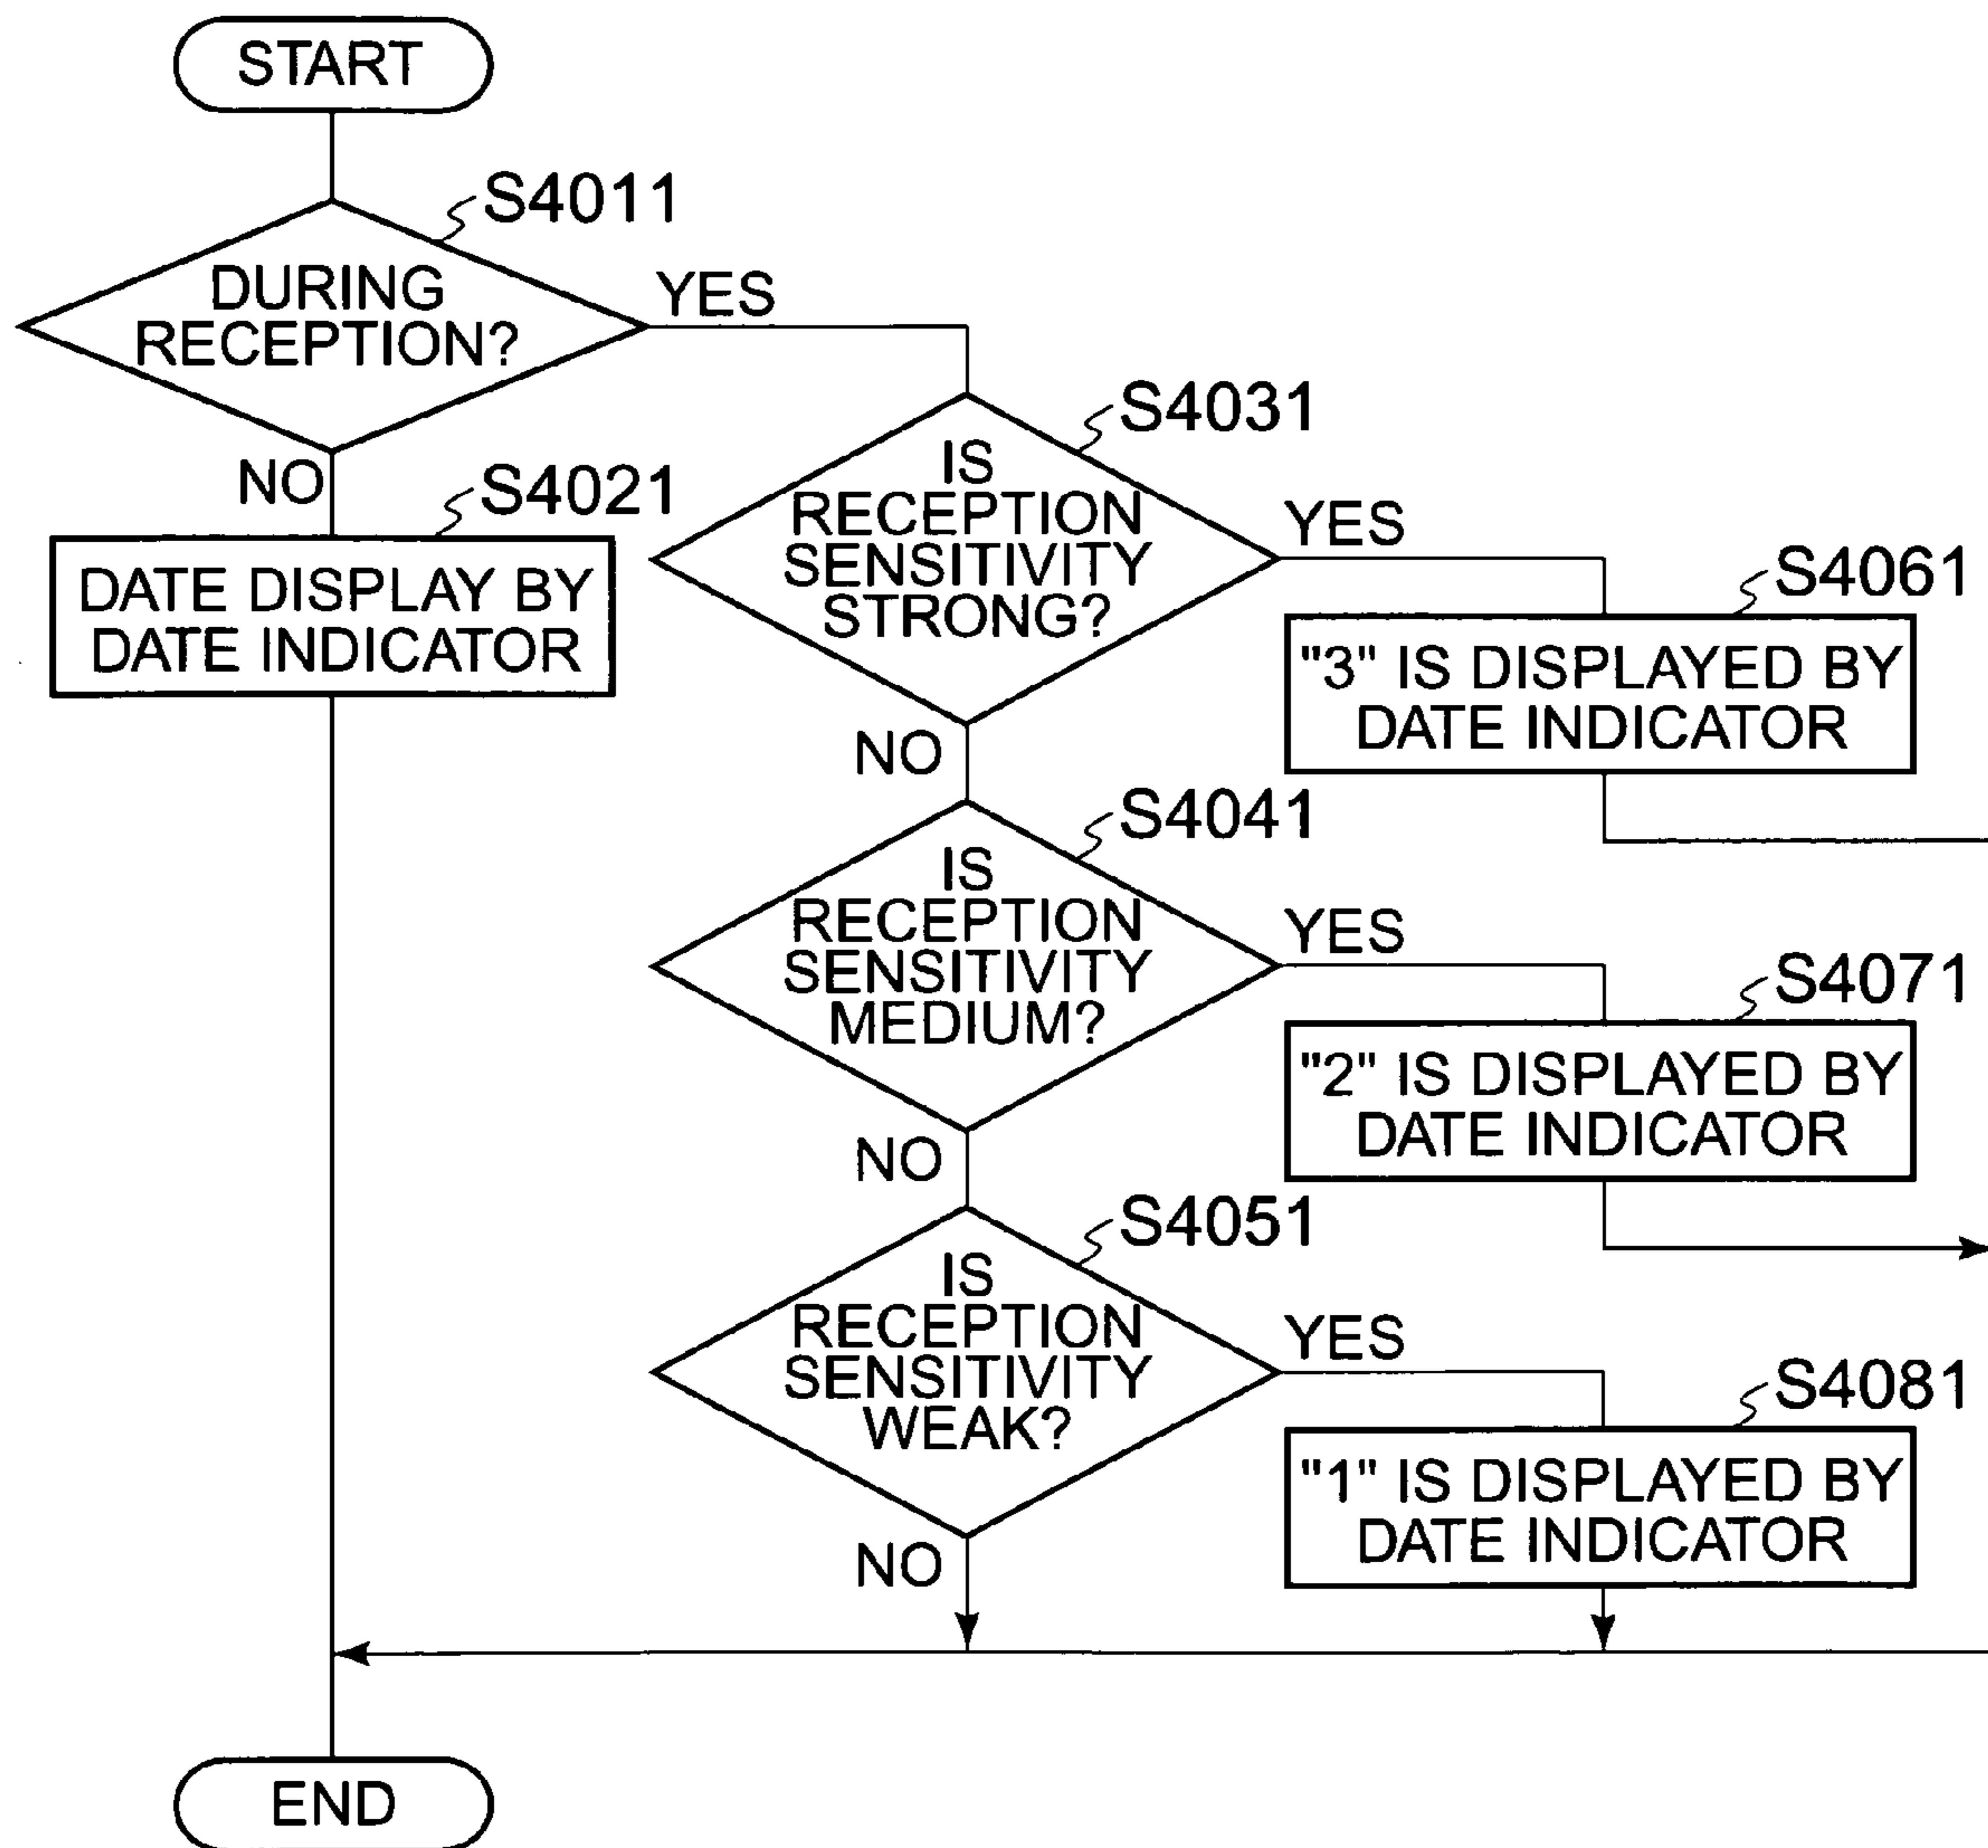 START
S4011
DURING
RECEPTION?
YES
NO
S4021
DATE DISPLAY BY
DATE INDICATOR
S4031
IS
RECEPTION
SENSITIVITY
STRONG?
YES
S4061
"3" IS DISPLAYED BY
DATE INDICATOR
NO
S4041
IS
RECEPTION
SENSITIVITY
MEDIUM?
YES
S4071
"2" IS DISPLAYED BY
DATE INDICATOR
NO
S4051
IS
RECEPTION
SENSITIVITY
WEAK?
YES
S4081
"1" IS DISPLAYED BY
DATE INDICATOR
NO
END